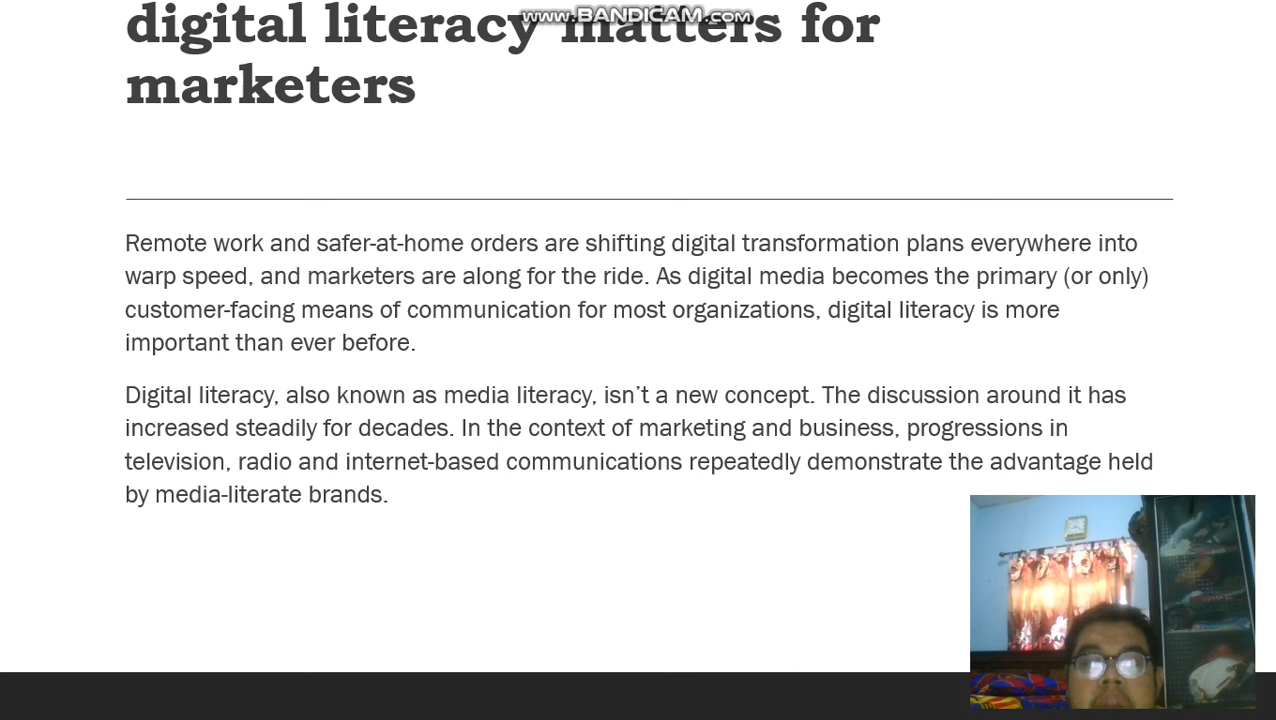 www.BANDICAM.com
digital literacy matters for
marketers
Remote work and safer-at-home orders are shifting digital transformation plans everywhere into
warp speed, and marketers are along for the ride. As digital media becomes the primary (or only)
customer-facing means of communication for most organizations, digital literacy is more
important than ever before.
Digital literacy, also known as media literacy, isn’t a new concept. The discussion around it has
increased steadily for decades. In the context of marketing and business, progressions in
television, radio and internet-based communications repeatedly demonstrate the advantage held
by media-literate brands.